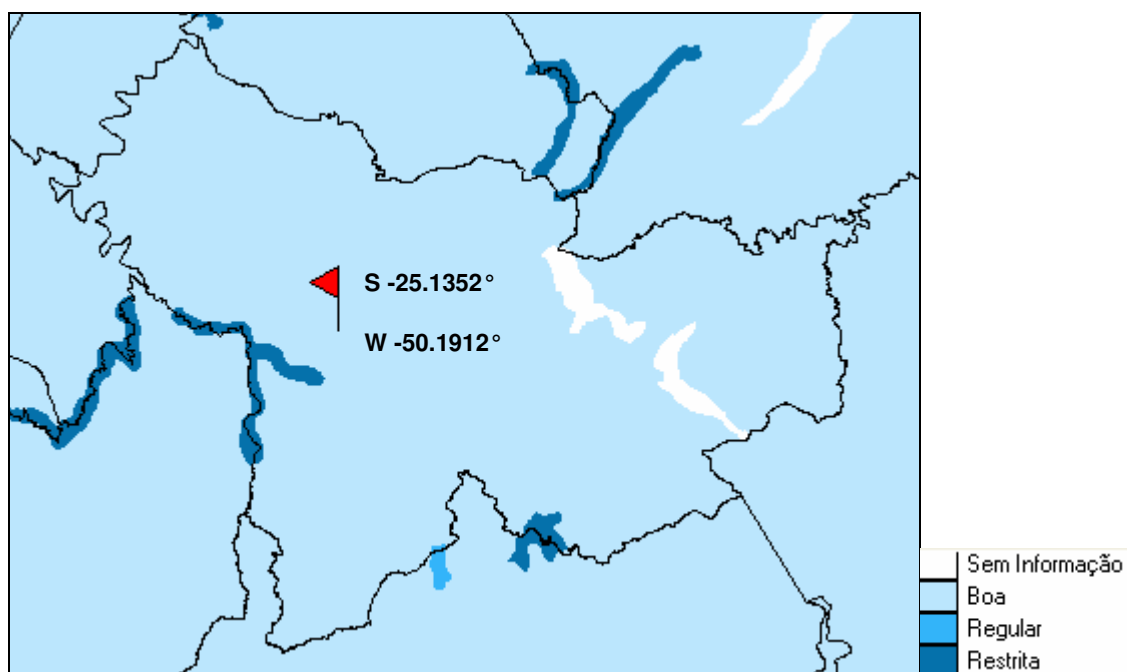 S -25.1352°
W -50.1912°
Sem Informação
Boa
Regular
Restrita